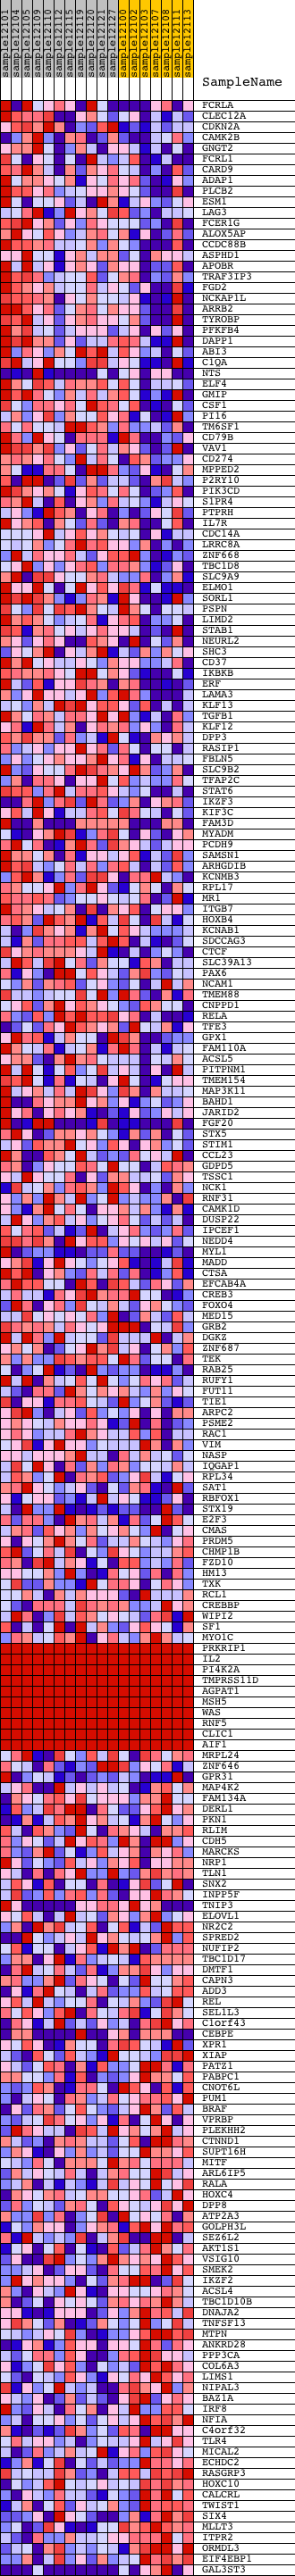 sample12101
sample12104
sample12105
sample12109
sample12110
sample12112
sample12115
sample12119
sample12120
sample12127
sample12100
sample12102
sample12103
sample12108
sample12111
sample12113
SampleName
FCRLA
CLEC12A
CDKN2A
CAMK2B
GNGT2
FCRL1
CARD9
ADAP1
PLCB2
ESM1
LAG3
FCER1G
ALOX5AP
CCDC88B
ASPHD1
APOBR
TRAF3IP3
FGD2
NCKAP1L
ARRB2
TYROBP
PFKFB4
DAPP1
ABI3
C1QA
NTS
ELF4
GMIP
CSF1
PI16
TM6SF1
CD79B
VAV1
CD274
MPPED2
P2RY10
PIK3CD
S1PR4
PTPRH
IL7R
CDC14A
LRRC8A
ZNF668
TBC1D8
SLC9A9
ELMO1
SORL1
PSPN
LIMD2
STAB1
NEURL2
SHC3
CD37
IKBKB
ERF
LAMA3
KLF13
TGFB1
KLF12
DPP3
RASIP1
FBLN5
SLC9B2
TFAP2C
STAT6
IKZF3
KIF3C
FAM3D
MYADM
PCDH9
SAMSN1
ARHGDIB
KCNMB3
RPL17
MR1
ITGB7
HOXB4
KCNAB1
SDCCAG3
CTCF
SLC39A13
PAX6
NCAM1
TMEM88
CNPPD1
RELA
TFE3
GPX1
FAM110A
ACSL5
PITPNM1
TMEM154
MAP3K11
BAHD1
JARID2
FGF20
STX5
STIM1
CCL23
GDPD5
TSSC1
NCK1
RNF31
CAMK1D
DUSP22
IPCEF1
NEDD4
MYL1
MADD
CTSA
EFCAB4A
CREB3
FOXO4
MED15
GRB2
DGKZ
ZNF687
TEK
RAB25
RUFY1
FUT11
TIE1
ARPC2
PSME2
RAC1
VIM
NASP
IQGAP1
RPL34
SAT1
RBFOX1
STX19
E2F3
CMAS
PRDM5
CHMP1B
FZD10
HM13
TXK
RCL1
CREBBP
WIPI2
SF1
MYO1C
PRKRIP1
IL2
PI4K2A
TMPRSS11D
AGPAT1
MSH5
WAS
RNF5
CLIC1
AIF1
MRPL24
ZNF646
GPR31
MAP4K2
FAM134A
DERL1
PKN1
RLIM
CDH5
MARCKS
NRP1
TLN1
SNX2
INPP5F
TNIP3
ELOVL1
NR2C2
SPRED2
NUFIP2
TBC1D17
DMTF1
CAPN3
ADD3
REL
SEL1L3
C1orf43
CEBPE
XPR1
XIAP
PATZ1
PABPC1
CNOT6L
PUM1
BRAF
VPRBP
PLEKHH2
CTNND1
SUPT16H
MITF
ARL6IP5
RALA
HOXC4
DPP8
ATP2A3
GOLPH3L
SEZ6L2
AKT1S1
VSIG10
SMEK2
IKZF2
ACSL4
TBC1D10B
DNAJA2
TNFSF13
MTPN
ANKRD28
PPP3CA
COL6A3
LIMS1
NIPAL3
BAZ1A
IRF8
NFIA
C4orf32
TLR4
MICAL2
ECHDC2
RASGRP3
HOXC10
CALCRL
TWIST1
SIX4
MLLT3
ITPR2
ORMDL3
EIF4EBP1
GAL3ST3